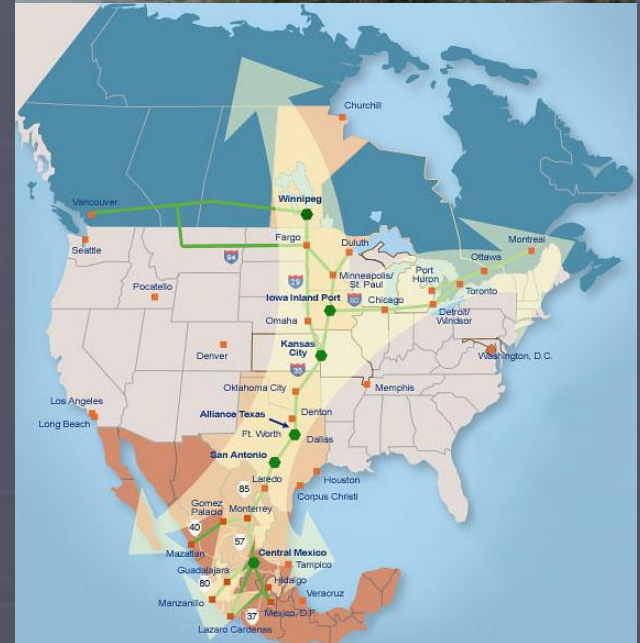 Churchill
Vancouver
Winnipeg
Seattle
Fargo
Duluth
Montreal
Ottawa
94
Port
Huron
Toronto
Minneapolis/
St. Paul
29
Pocatello
Iowa Inland Port
80
Chicago
Detroit/
Windsor
Omaha
Kansas
City
Denver
Washington, D.C.
35
Oklahoma City
Memphis
Los Angeles
Long Beach
Alliance Texas
Denton
Ft. Worth
Dallas
San Antonio
Laredo
Houston
85
Corpus Christi
Gomez
Palacio
Monterrey
40
57
Mazatlan
Central Mexico
Tampico
Guadalajara
80
Hidalgo
Veracruz
Manzanillo
37
Mexico, D.F.
Lazaro Cardenas